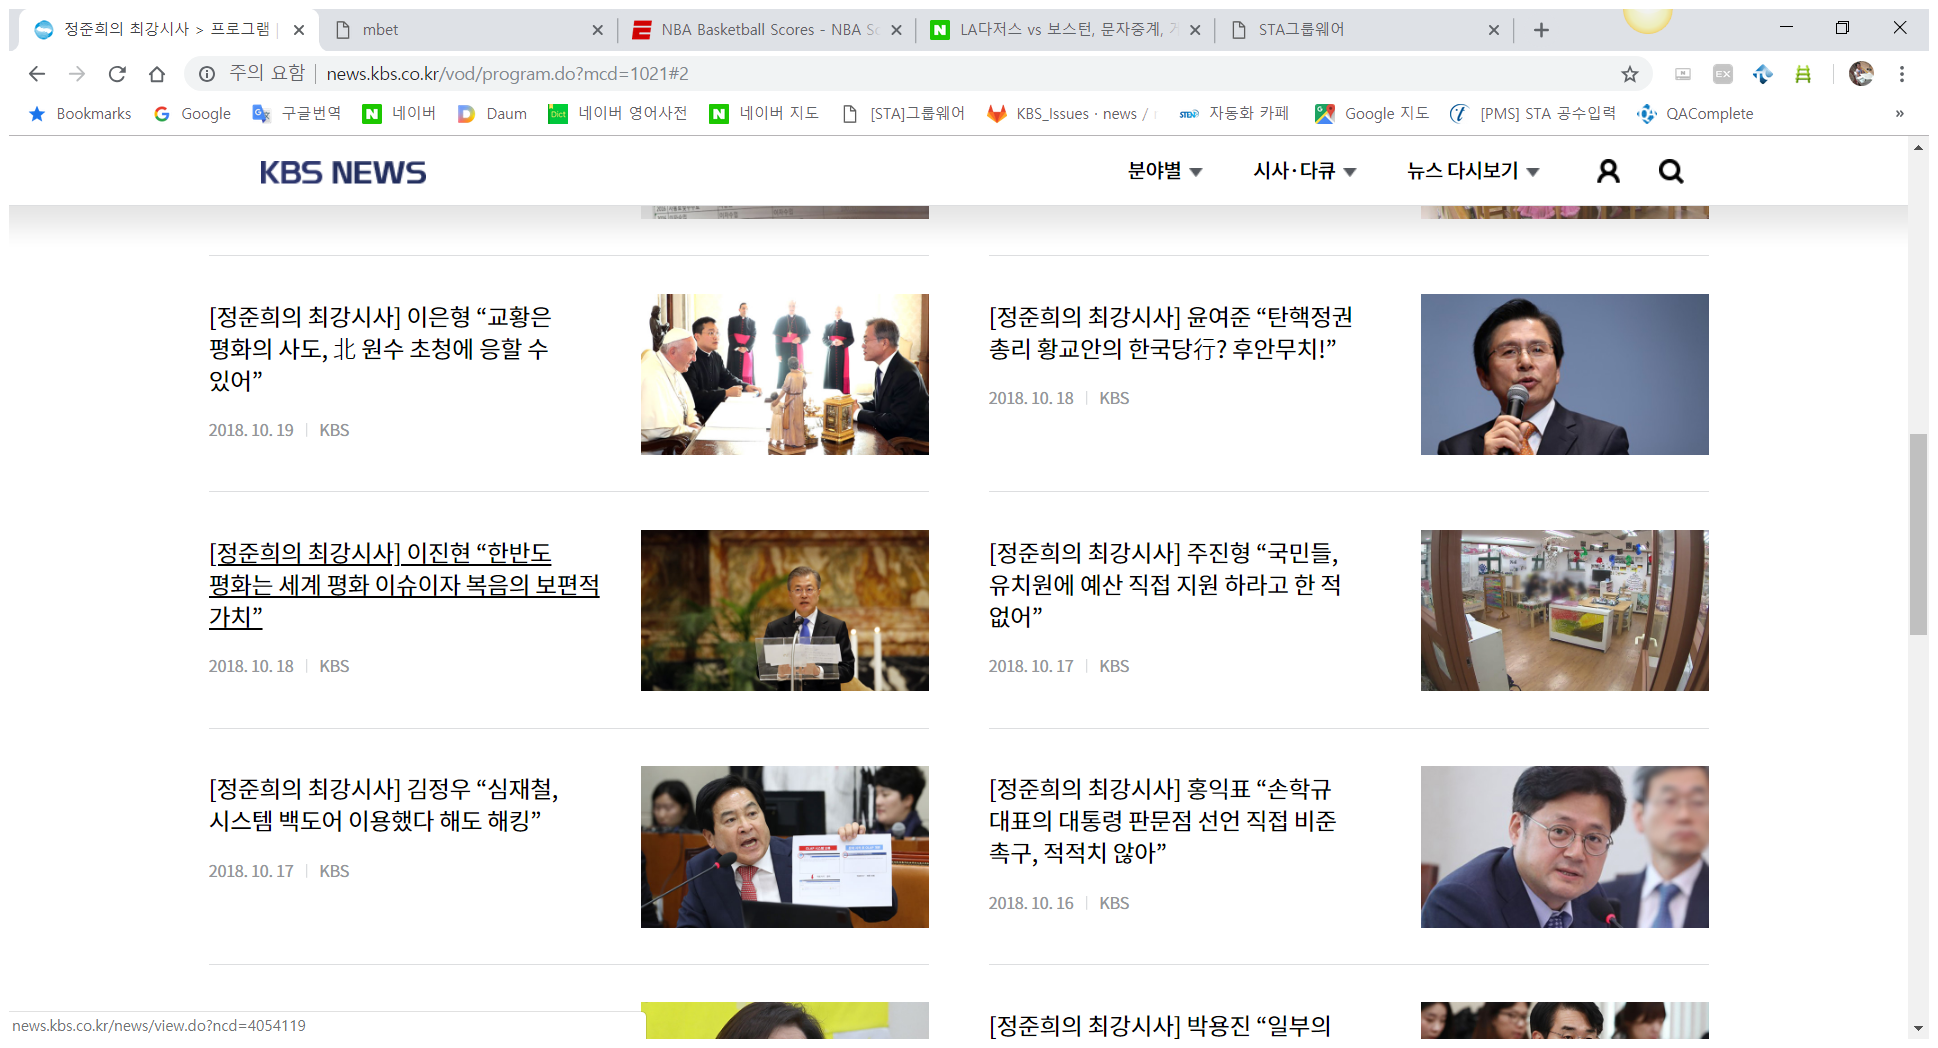 정준희의 최강시사 > 프로그램
mbet
NBA Basketball Scores - NBA Sc
LA다저스 vs 보스턴, 문자중계,
STA그룹웨어
주의 요함
news.kbs.co.kr/vod/program.do?mcd=1021#2
EX
Bookmarks
Google
구글번역
네이버
Daum
네이버 영어사전
네이버 지도
[STA]그룹웨어
KBS_Issues · news /
자동화 카페
Google 지도
[PMS] STA 공수입력
QAComplete
»
KBS NEWS
분야별
시사·다큐
뉴스 다시보기
[정준희의 최강시사] 이은형 “교황은
평화의 사도, 北 원수 초청에 응할 수
있어”
2018. 10. 19
KBS
[정준희의 최강시사] 윤여준 “탄핵정권
총리 황교안의 한국당行? 후안무치!”
2018. 10. 18
KBS
[정준희의 최강시사] 이진현 “한반도
평화는 세계 평화 이슈이자 복음의 보편적
가치”
2018. 10. 18
KBS
[정준희의 최강시사] 주진형 “국민들,
유치원에 예산 직접 지원 하라고 한 적
없어”
2018. 10. 17
KBS
[정준희의 최강시사] 김정우 “심재철,
시스템 백도어 이용했다 해도 해킹”
2018. 10. 17
KBS
[정준희의 최강시사] 홍익표 “손학규
대표의 대통령 판문점 선언 직접 비준
촉구, 적적치 않아”
2018. 10. 16
KBS
[정준희의 최강시사] 박용진 “일부의
news.kbs.co.kr/news/view.do?ncd=4054119